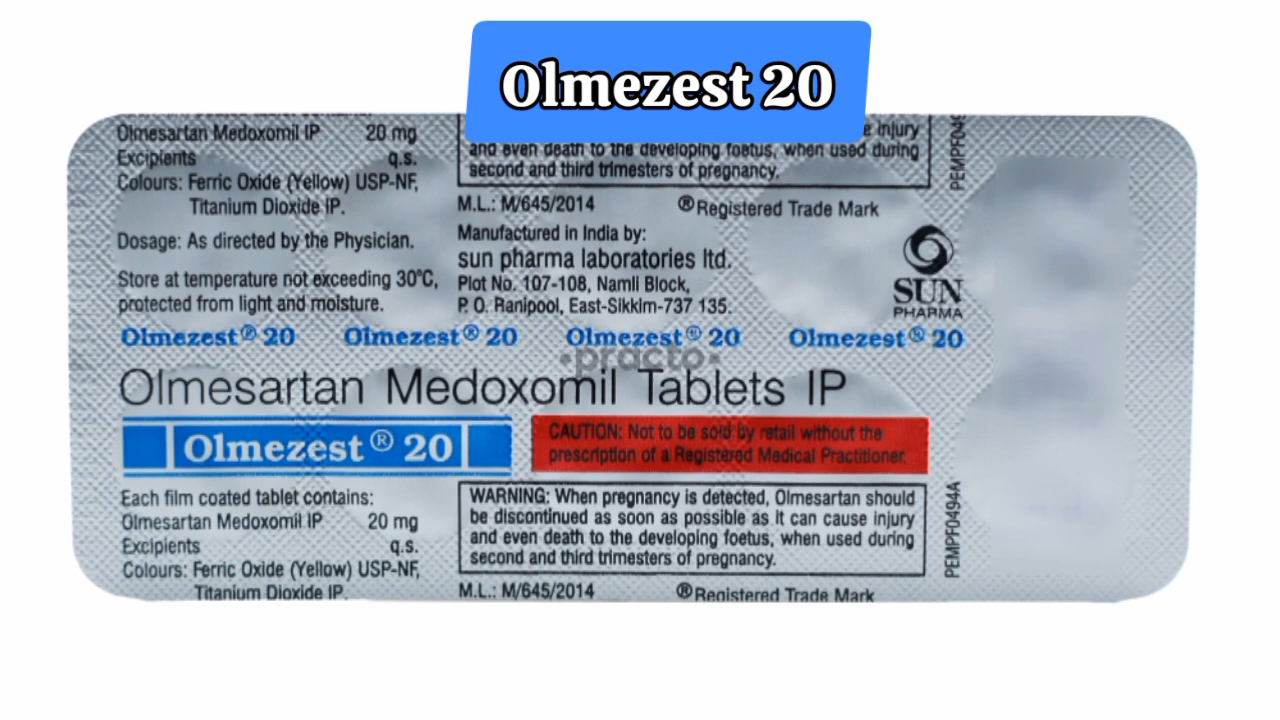 Olmezest 20
Olmesartan Medoxomil IP 20 mg
Excipients q.s.
Colours: Ferric Oxide (Yellow) USP-NF,
Titanium Dioxide IP.
Dosage: As directed by the Physician.
Store at temperature not exceeding 30°C,
protected from light and moisture.
e injury
and even death to the developing foetus, when used during
second and third trimesters of pregnancy.
M.L.: M/645/2014 ®Registered Trade Mark
Manufactured in India by:
sun pharma laboratories ltd.
Plot No. 107-108, Namli Block,
P. O. Ranipool, East-Sikkim-737 135.
SUN
PHARMA
Olmezest® 20 Olmezest® 20 Olmezest® 20 Olmezest® 20
•practo•
Olmesartan Medoxomil Tablets IP
Olmezest® 20
CAUTION: Not to be sold by retail without the
prescription of a Registered Medical Practitioner.
Each film coated tablet contains:
Olmesartan Medoxomil IP 20 mg
Excipients q.s.
Colours: Ferric Oxide (Yellow) USP-NF,
Titanium Dioxide IP.
WARNING: When pregnancy is detected, Olmesartan should
be discontinued as soon as possible as it can cause injury
and even death to the developing foetus, when used during
second and third trimesters of pregnancy.
M.L.: M/645/2014 ®Registered Trade Mark
PEMPF0494A